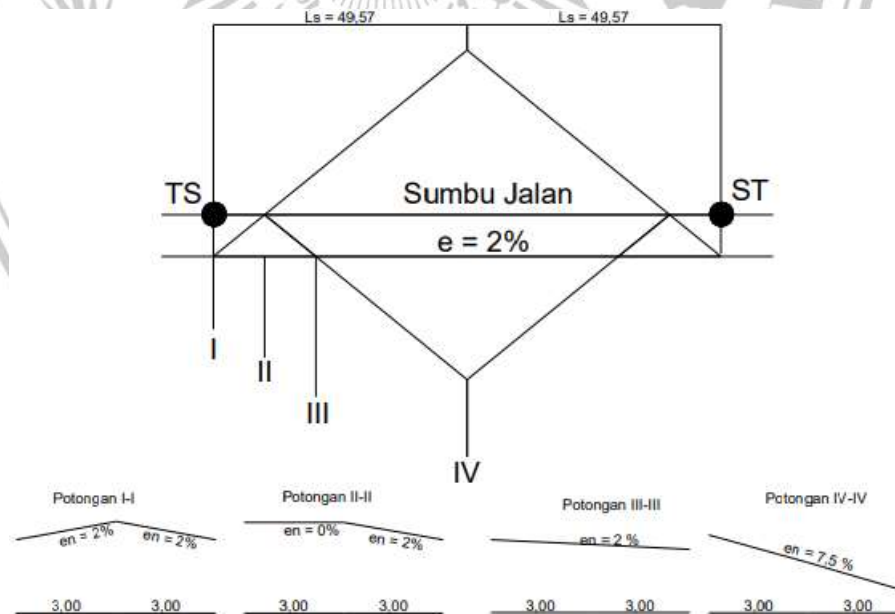 Ls = 49,57 Ls = 49,57
TS Sumbu Jalan ST
e = 2%
I
II
III
IV
Potongan I-I Potongan II-II Potongan III-III Potongan IV-IV
en = 2% en = 2% en = 0% en = 2% en = 2 % en = 7,5 %
3,00 3,00 3,00 3,00 3,00 3,00 3,00 3,00